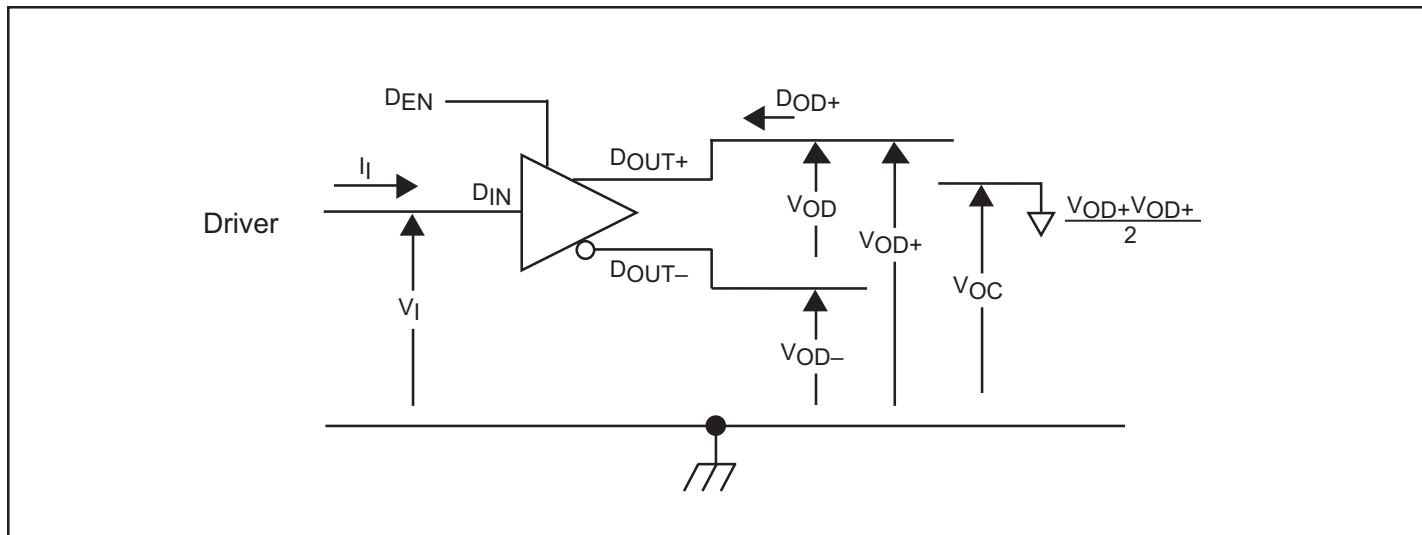 DEN
DOD+
II
DIN
DOUT+
Driver
VOD
VOD+
VOD+VOD+
2
DOUT–
VI
VOC
VOD–